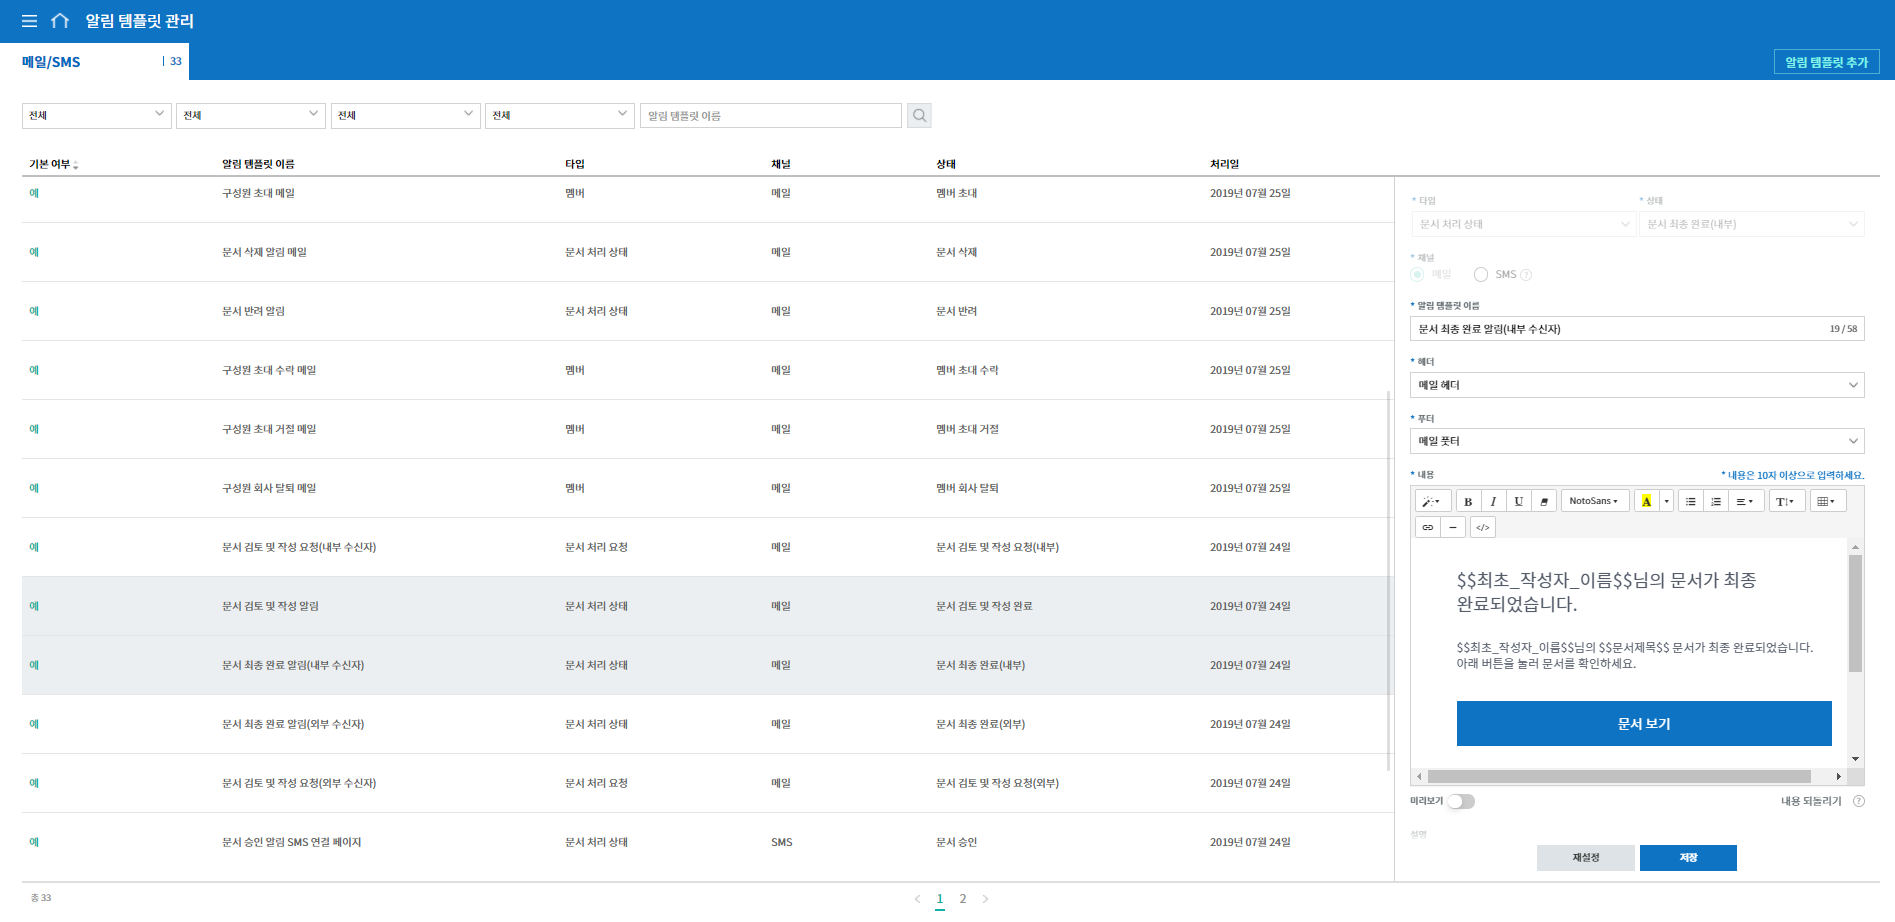 알림 템플릿 관리
메일/SMS | 33
알림 템플릿 추가
전체 전체 전체 전체 알림 템플릿 이름
기본 여부 알림 템플릿 이름 타입 채널 상태 처리일
예 구성원 초대 메일 멤버 메일 멤버 초대 2019년 07월 25일
예 문서 삭제 알림 메일 문서 처리 상태 메일 문서 삭제 2019년 07월 25일
예 문서 반려 알림 문서 처리 상태 메일 문서 반려 2019년 07월 25일
예 구성원 초대 수락 메일 멤버 메일 멤버 초대 수락 2019년 07월 25일
예 구성원 초대 거절 메일 멤버 메일 멤버 초대 거절 2019년 07월 25일
예 구성원 회사 탈퇴 메일 멤버 메일 멤버 회사 탈퇴 2019년 07월 25일
예 문서 검토 및 작성 요청(내부 수신자) 문서 처리 요청 메일 문서 검토 및 작성 요청(내부) 2019년 07월 24일
예 문서 검토 및 작성 알림 문서 처리 상태 메일 문서 검토 및 작성 완료 2019년 07월 24일
예 문서 최종 완료 알림(내부 수신자) 문서 처리 상태 메일 문서 최종 완료(내부) 2019년 07월 24일
예 문서 최종 완료 알림(외부 수신자) 문서 처리 상태 메일 문서 최종 완료(외부) 2019년 07월 24일
예 문서 검토 및 작성 요청(외부 수신자) 문서 처리 요청 메일 문서 검토 및 작성 요청(외부) 2019년 07월 24일
예 문서 승인 알림 SMS 연결 페이지 문서 처리 상태 SMS 문서 승인 2019년 07월 24일
* 타입 * 상태
문서 처리 상태 문서 최종 완료(내부)
* 채널
메일 SMS ?
* 알림 템플릿 이름
문서 최종 완료 알림(내부 수신자) 19 / 58
* 헤더
메일 헤더
* 푸터
메일 풋터
* 내용 * 내용은 10자 이상으로 입력하세요.
B I U NotoSans A T
</>
$$최초_작성자_이름$$님의 문서가 최종
완료되었습니다.
$$최초_작성자_이름$$님의 $$문서제목$$ 문서가 최종 완료되었습니다.
아래 버튼을 눌러 문서를 확인하세요.
문서 보기
미리보기 내용 되돌리기 ?
설명
재설정 저장
총 33 < 1 2 >